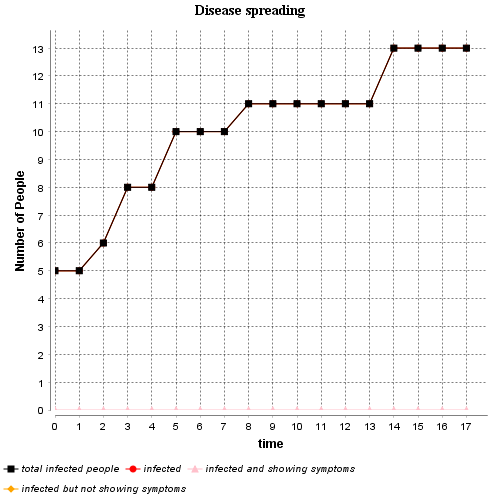 Disease spreading
Number of People
13
12
11
10
9
8
7
6
5
4
3
2
1
0
0 1 2 3 4 5 6 7 8 9 10 11 12 13 14 15 16 17
time
total infected people infected infected and showing symptoms
infected but not showing symptoms